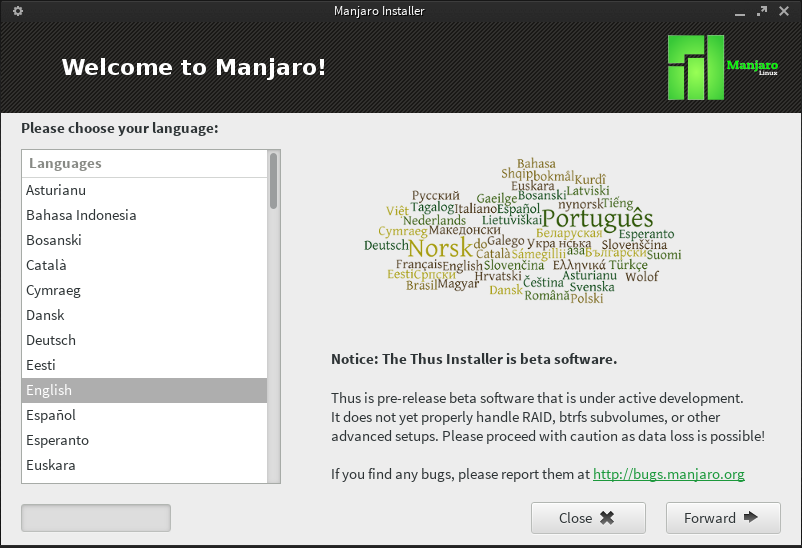 Manjaro Installer
Welcome to Manjaro!
Manjaro
Linux
Please choose your language:
Languages
Asturianu
Bahasa Indonesia
Bosanski
Català
Cymraeg
Dansk
Deutsch
Eesti
English
Español
Esperanto
Euskara
Bahasa
Shqip bokmål Kurdî
Euskara
Русский Gaeilge Bosanski Latviski
Viêt Tagalog Italiano Español nynorsk Tiếng
Nederlands Lietuviškai Português
Cymraeg Македонски Беларуская Esperanto
Deutsch Norsk do Galego Укра нська Slovenščina
Català Sámegillii аза Български Suomi
Français English Slovenčina Ελληνικά Türkçe
Eesti Српски Hrvatski Asturianu Wolof
Brasil Magyar Čeština Svenska
Dansk Română Polski
Notice: The Thus Installer is beta software.
Thus is pre-release beta software that is under active development.
It does not yet properly handle RAID, btrfs subvolumes, or other
advanced setups. Please proceed with caution as data loss is possible!
If you find any bugs, please report them at http://bugs.manjaro.org
Close
Forward